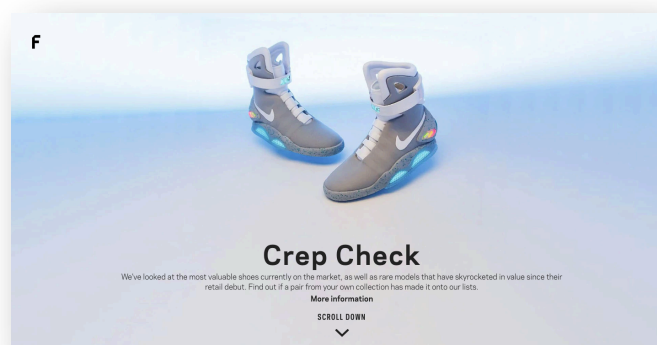 F
Crep Check
We've looked at the most valuable shoes currently on the market, as well as rare models that have skyrocketed in value since their
retail debut. Find out if a pair from your own collection has made it onto our lists.
More information
SCROLL DOWN